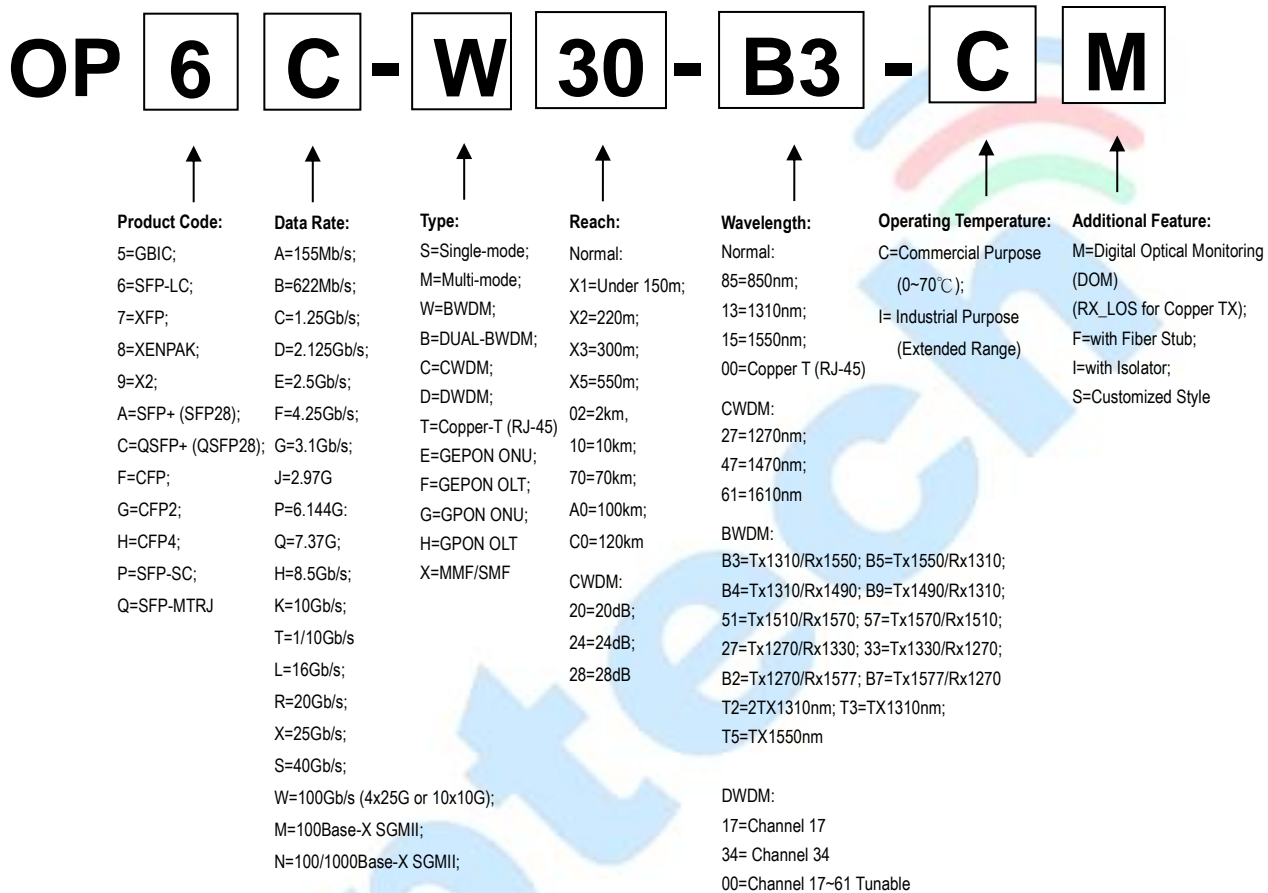 OP 6 C - W 30 - B3 - C M
Product Code:
5=GBIC;
6=SFP-LC;
7=XFP;
8=XENPAK;
9=X2;
A=SFP+ (SFP28);
C=QSFP+ (QSFP28);
F=CFP;
G=CFP2;
H=CFP4;
P=SFP-SC;
Q=SFP-MTRJ
Data Rate:
A=155Mb/s;
B=622Mb/s;
C=1.25Gb/s;
D=2.125Gb/s;
E=2.5Gb/s;
F=4.25Gb/s;
G=3.1Gb/s;
J=2.97G
P=6.144G:
Q=7.37G;
H=8.5Gb/s;
K=10Gb/s;
T=1/10Gb/s
L=16Gb/s;
R=20Gb/s;
X=25Gb/s;
S=40Gb/s;
W=100Gb/s (4x25G or 10x10G);
M=100Base-X SGMII;
N=100/1000Base-X SGMII;
Type:
S=Single-mode;
M=Multi-mode;
W=BWDM;
B=DUAL-BWDM;
C=CWDM;
D=DWDM;
T=Copper-T (RJ-45)
E=GEPON ONU;
F=GEPON OLT;
G=GPON ONU;
H=GPON OLT
X=MMF/SMF
Reach:
Normal:
X1=Under 150m;
X2=220m;
X3=300m;
X5=550m;
02=2km,
10=10km;
70=70km;
A0=100km;
C0=120km
CWDM:
20=20dB;
24=24dB;
28=28dB
Wavelength:
Normal:
85=850nm;
13=1310nm;
15=1550nm;
00=Copper T (RJ-45)
CWDM:
27=1270nm;
47=1470nm;
61=1610nm
BWDM:
B3=Tx1310/Rx1550; B5=Tx1550/Rx1310;
B4=Tx1310/Rx1490; B9=Tx1490/Rx1310;
51=Tx1510/Rx1570; 57=Tx1570/Rx1510;
27=Tx1270/Rx1330; 33=Tx1330/Rx1270;
B2=Tx1270/Rx1577; B7=Tx1577/Rx1270
T2=2TX1310nm; T3=TX1310nm;
T5=TX1550nm
DWDM:
17=Channel 17
34= Channel 34
00=Channel 17~61 Tunable
Operating Temperature:
C=Commercial Purpose
(0~70℃);
I= Industrial Purpose
(Extended Range)
Additional Feature:
M=Digital Optical Monitoring
(DOM)
(RX_LOS for Copper TX);
F=with Fiber Stub;
I=with Isolator;
S=Customized Style